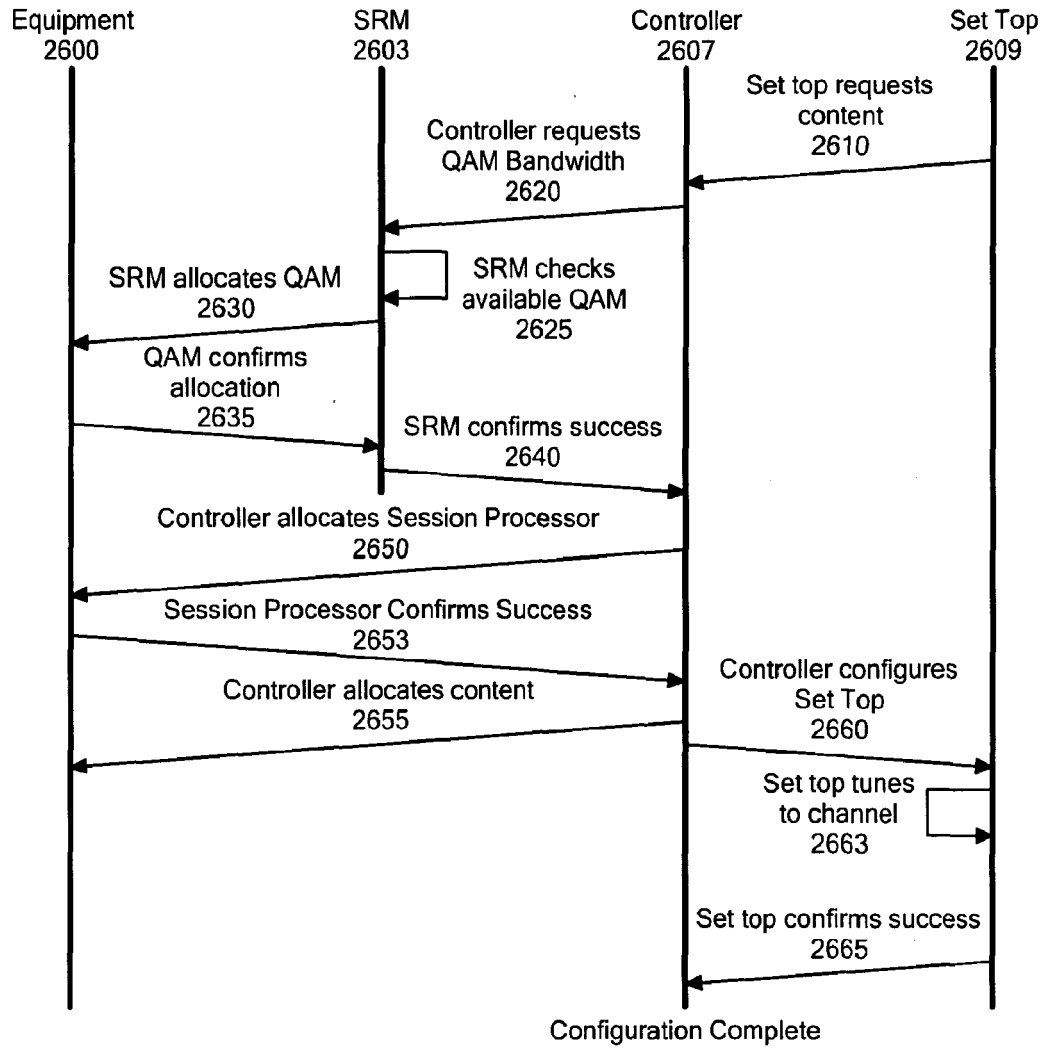 Equipment
2600
SRM
2603
Controller
2607
Set Top
2609
Set top requests
content
2610
Controller requests
QAM Bandwidth
2620
SRM checks
available QAM
2625
SRM allocates QAM
2630
QAM confirms
allocation
2635
SRM confirms success
2640
Controller allocates Session Processor
2650
Session Processor Confirms Success
2653
Controller allocates content
2655
Controller configures
Set Top
2660
Set top tunes
to channel
2663
Set top confirms success
2665
Configuration Complete